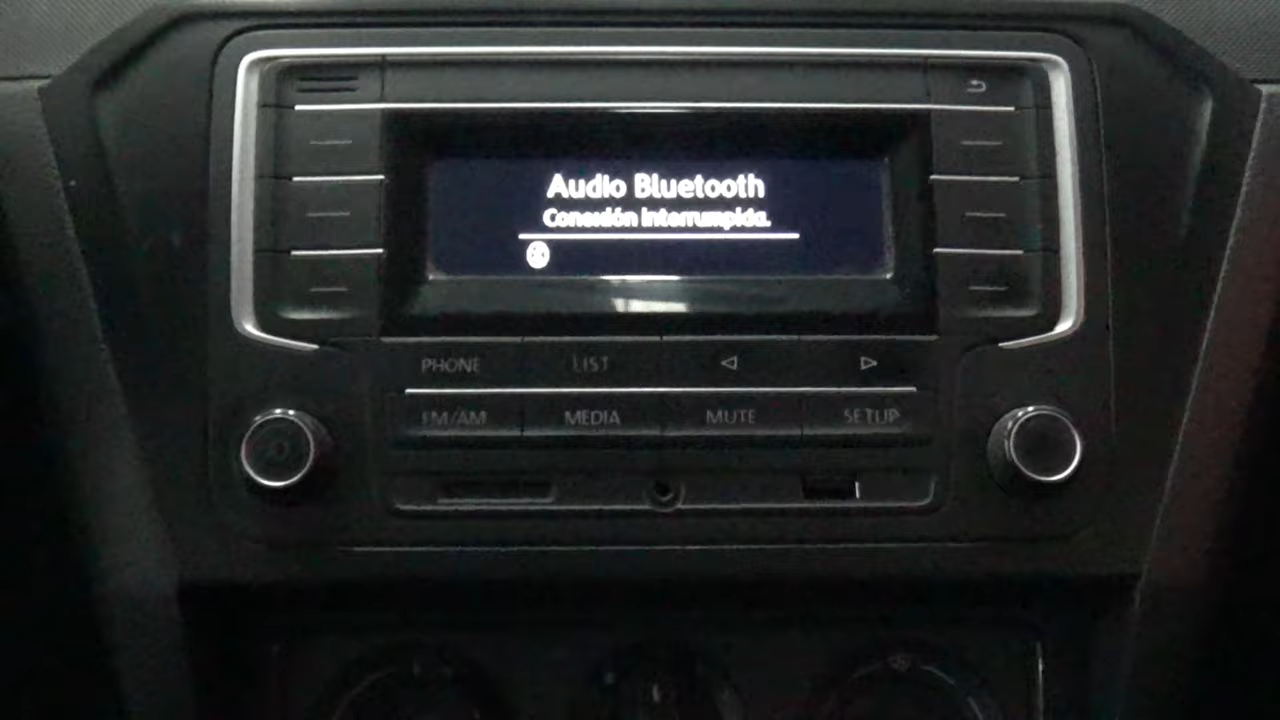 Audio Bluetooth
Conexión interrumpida.
PHONE LIST
FM/AM MEDIA MUTE SETUP